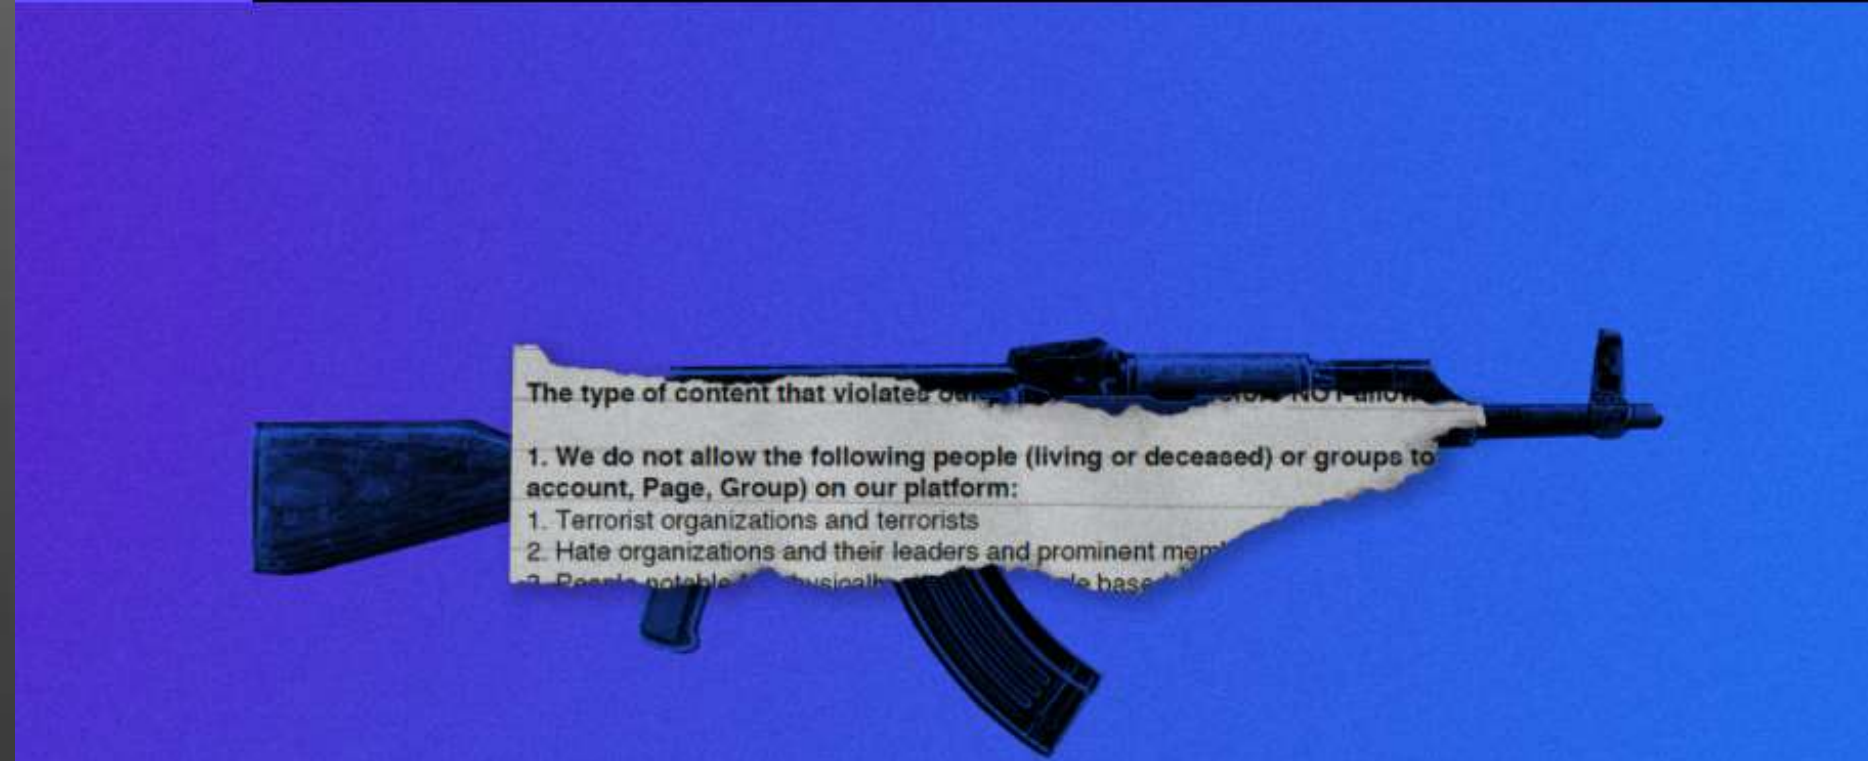 The type of content that violates
1. We do not allow the following people (living or deceased) or groups to
account, Page, Group) on our platform:
1. Terrorist organizations and terrorists
2. Hate organizations and their leaders and prominent